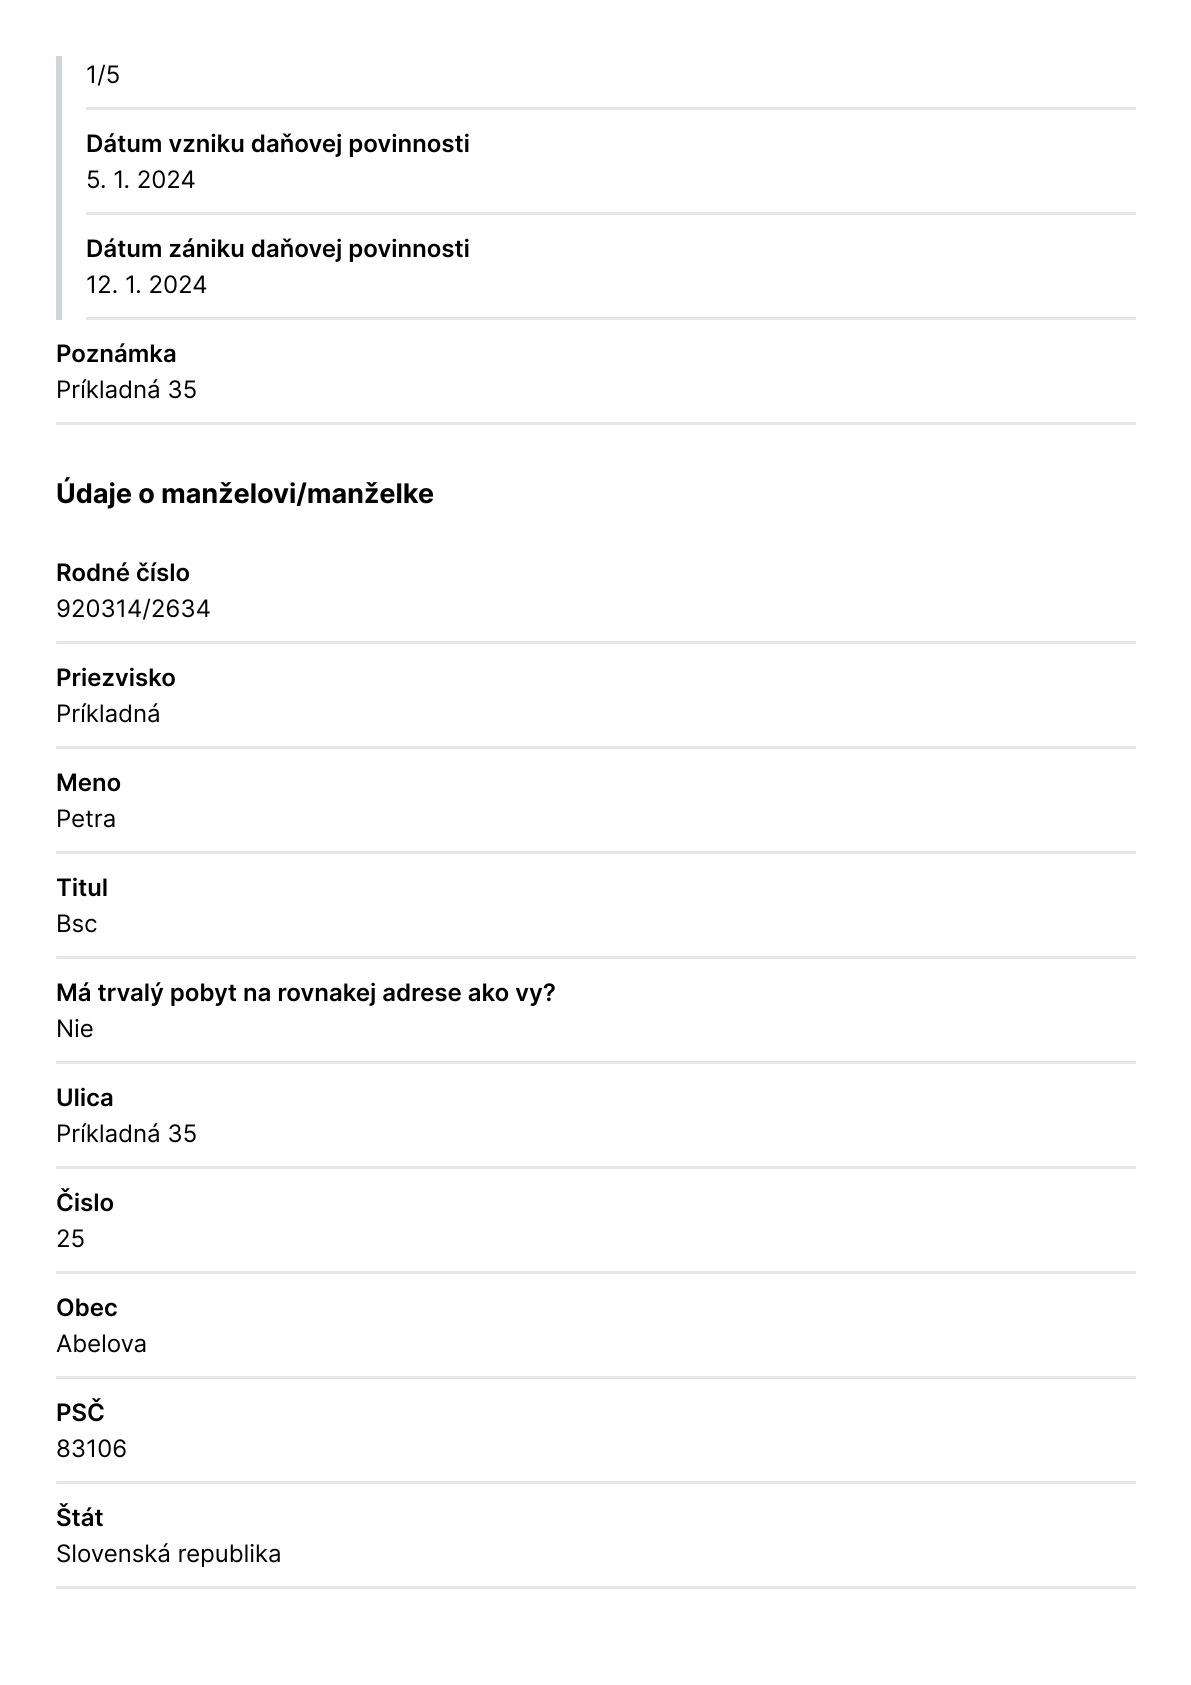 1/5
Dátum vzniku daňovej povinnosti
5. 1. 2024
Dátum zániku daňovej povinnosti
12. 1. 2024
Poznámka
Príkladná 35
Údaje o manželovi/manželke
Rodné číslo
920314/2634
Priezvisko
Príkladná
Meno
Petra
Titul
Bsc
Má trvalý pobyt na rovnakej adrese ako vy?
Nie
Ulica
Príkladná 35
Čislo
25
Obec
Abelova
PSČ
83106
Štát
Slovenská republika